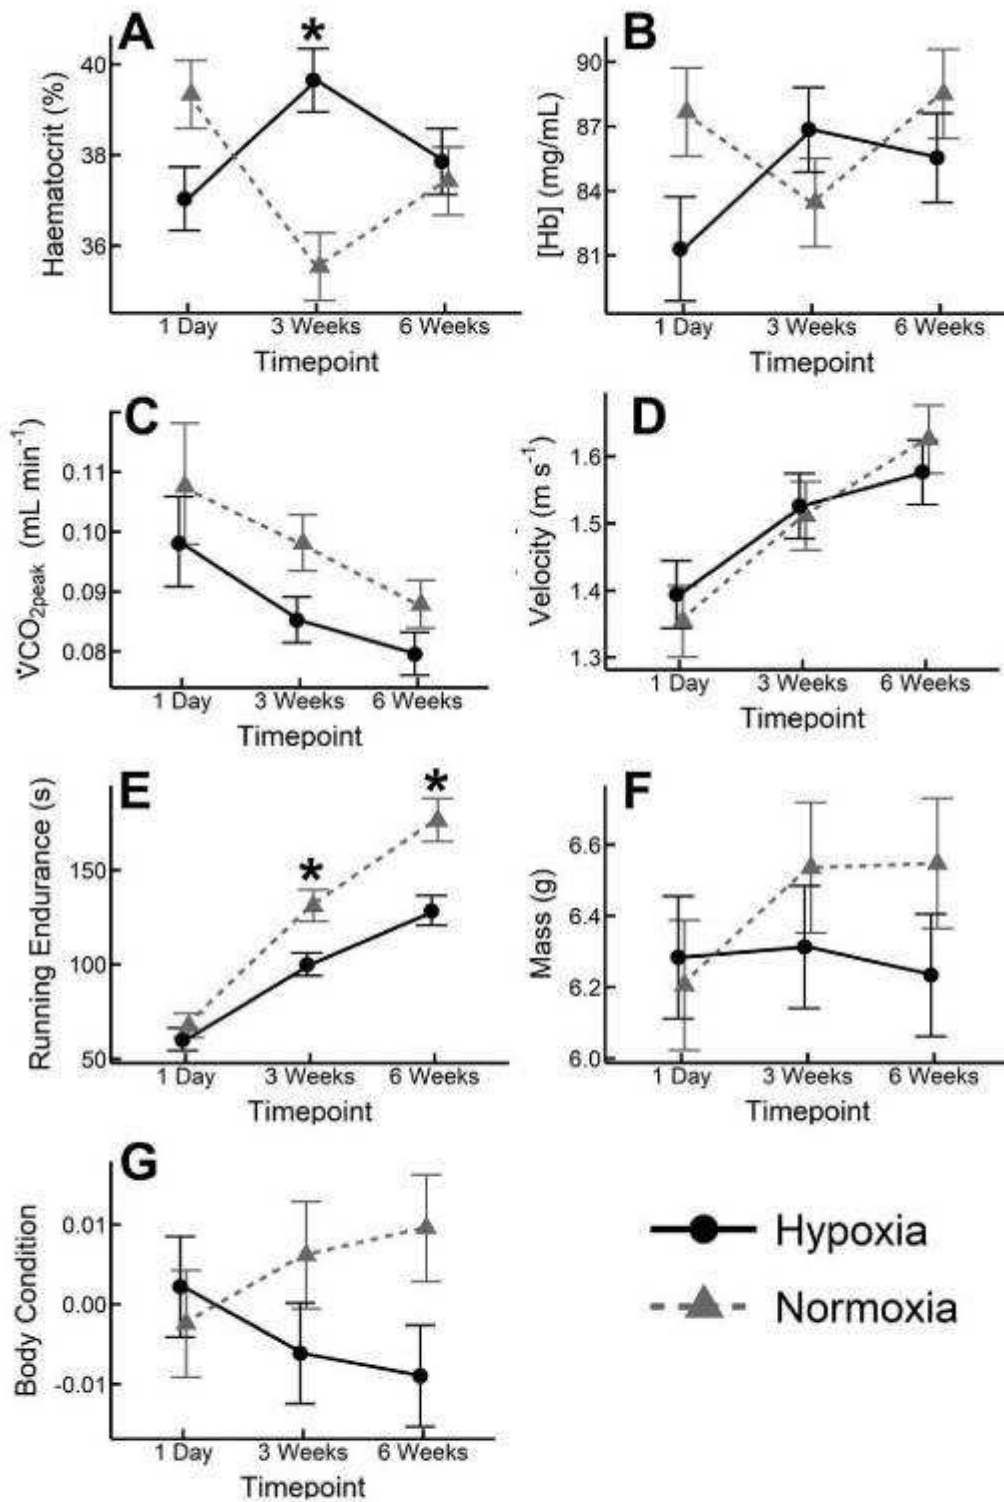 A
*
Haematocrit (%)
40
38
36
1 Day 3 Weeks 6 Weeks
Timepoint
B
[Hb] (mg/mL)
90
87
84
81
1 Day 3 Weeks 6 Weeks
Timepoint
C
V̇CO2peak (mL min-1)
0.11
0.10
0.09
0.08
1 Day 3 Weeks 6 Weeks
Timepoint
D
Velocity (m s-1)
1.6
1.5
1.4
1.3
1 Day 3 Weeks 6 Weeks
Timepoint
E
*
*
Running Endurance (s)
150
100
50
1 Day 3 Weeks 6 Weeks
Timepoint
F
Mass (g)
6.6
6.4
6.2
6.0
1 Day 3 Weeks 6 Weeks
Timepoint
G
Body Condition
0.01
0.00
-0.01
1 Day 3 Weeks 6 Weeks
Timepoint
Hypoxia
Normoxia